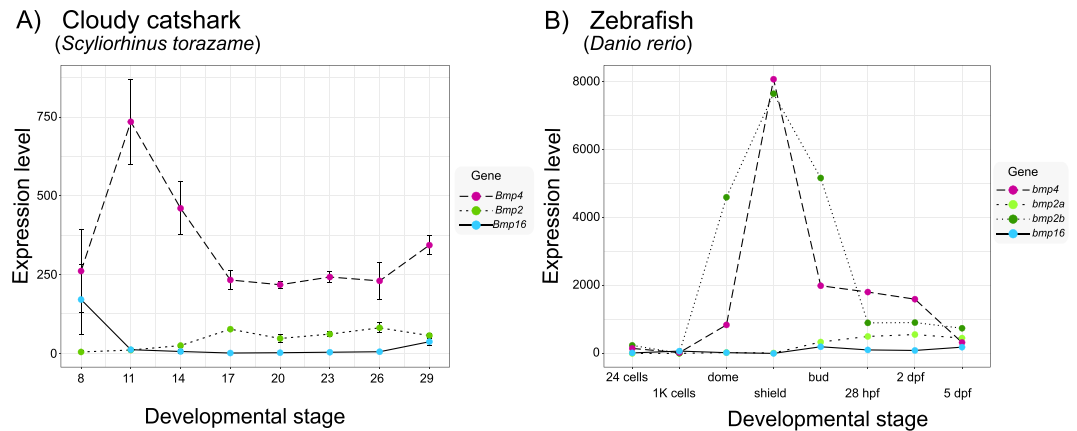 A) Cloudy catshark
(Scyliorhinus torazame)
Expression level
750
500
250
0
8 11 14 17 20 23 26 29
Developmental stage
Gene
Bmp4
Bmp2
Bmp16
B) Zebrafish
(Danio rerio)
Expression level
8000
6000
4000
2000
0
24 cells 1K cells dome shield bud 28 hpf 2 dpf 5 dpf
Developmental stage
Gene
bmp4
bmp2a
bmp2b
bmp16